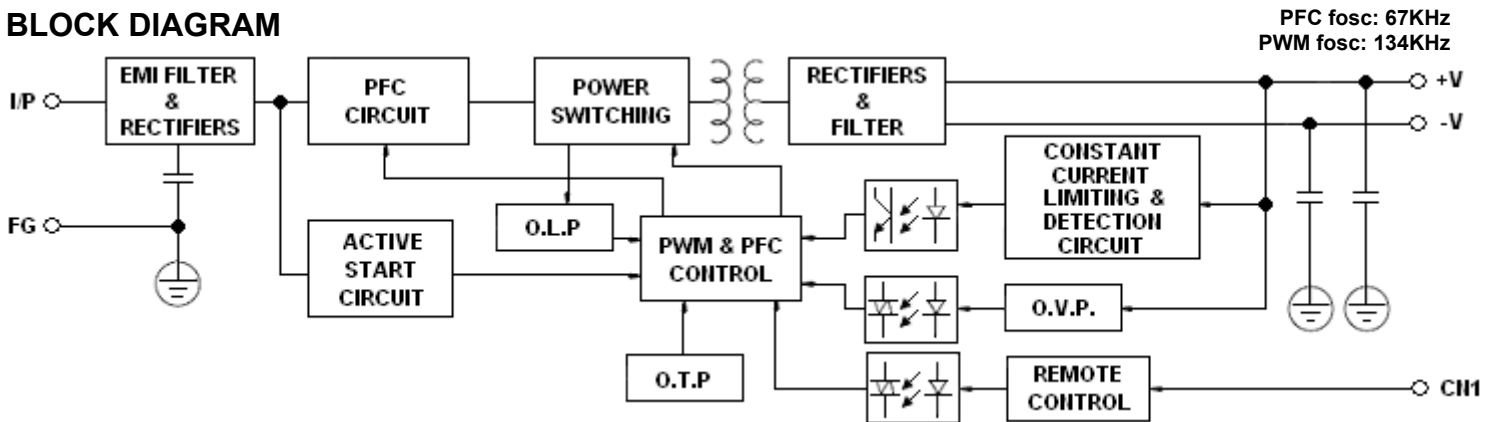 BLOCK DIAGRAM
PFC fosc: 67KHz
PWM fosc: 134KHz
I/P
EMI FILTER
&
RECTIFIERS
PFC
CIRCUIT
POWER
SWITCHING
RECTIFIERS
&
FILTER
+V
-V
FG
ACTIVE
START
CIRCUIT
O.L.P
PWM & PFC
CONTROL
CONSTANT
CURRENT
LIMITING &
DETECTION
CIRCUIT
O.V.P.
O.T.P
REMOTE
CONTROL
CN1